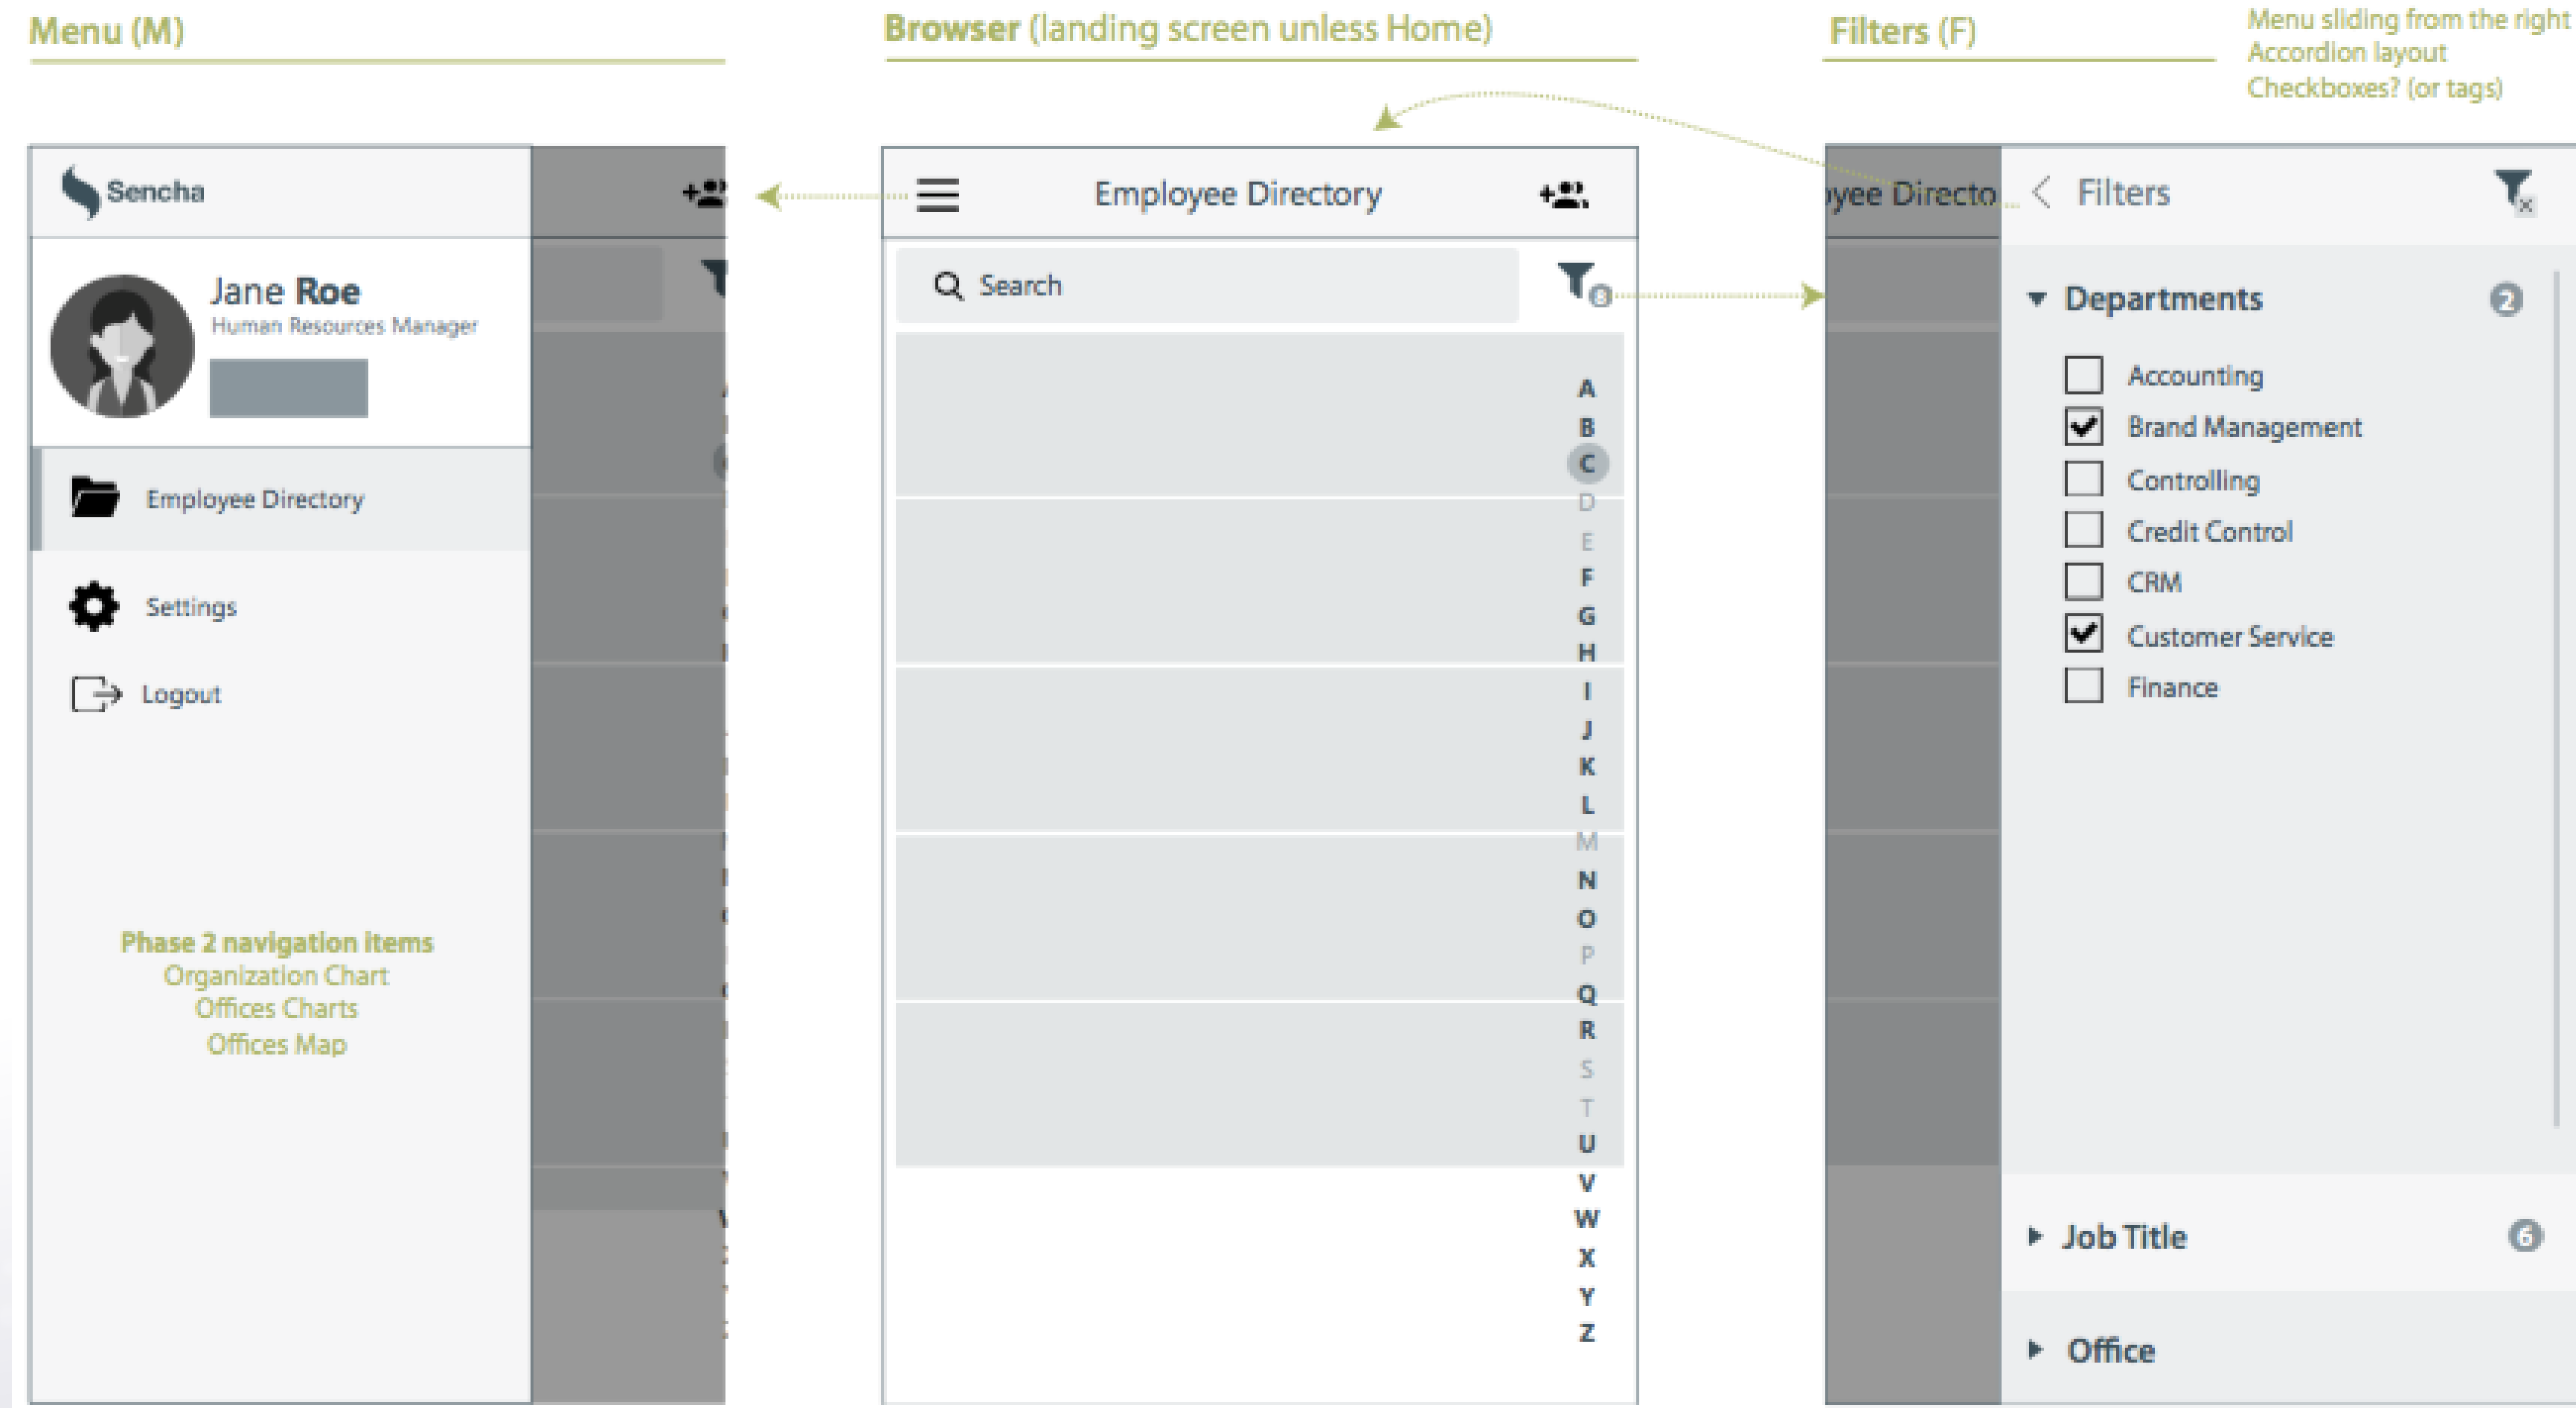 Menu (M)
Sencha
Jane Roe
Human Resources Manager
Employee Directory
Settings
Logout
Phase 2 navigation items
Organization Chart
Offices Charts
Offices Map
Browser (landing screen unless Home)
Employee Directory
Search
8
A
B
C
D
E
F
G
H
I
J
K
L
M
N
O
P
Q
R
S
T
U
V
W
X
Y
Z
Filters (F)
Menu sliding from the right
Accordion layout
Checkboxes? (or tags)
yee Directo
Filters
Departments 2
Accounting
Brand Management
Controlling
Credit Control
CRM
Customer Service
Finance
Job Title 6
Office